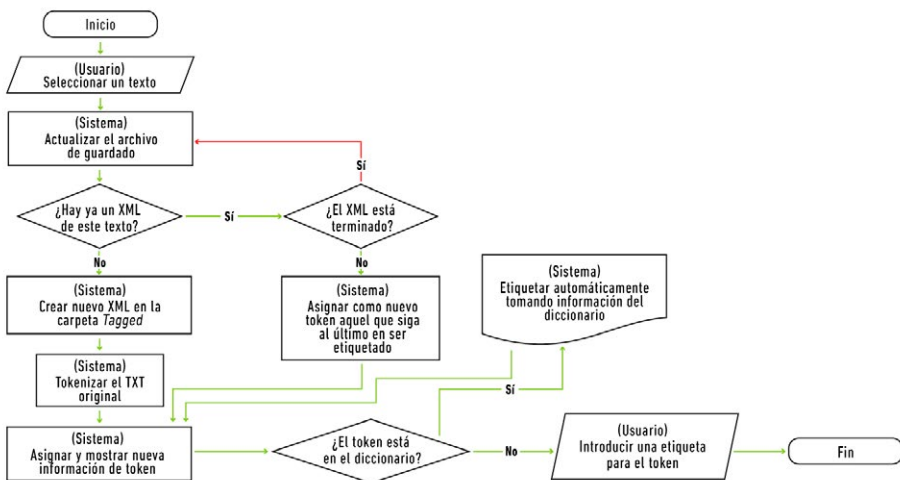 Inicio
(Usuario)
Seleccionar un texto
(Sistema)
Actualizar el archivo
de guardado
Sí
¿Hay ya un XML
de este texto?
Sí
¿El XML está
terminado?
No
No
(Sistema)
Crear nuevo XML en la
carpeta Tagged
(Sistema)
Asignar como nuevo
token aquel que siga
al último en ser
etiquetado
(Sistema)
Etiquetar automáticamente
tomando información del
diccionario
(Sistema)
Tokenizar el TXT
original
Sí
(Sistema)
Asignar y mostrar nueva
información de token
¿El token está
en el diccionario?
No
(Usuario)
Introducir una etiqueta
para el token
Fin